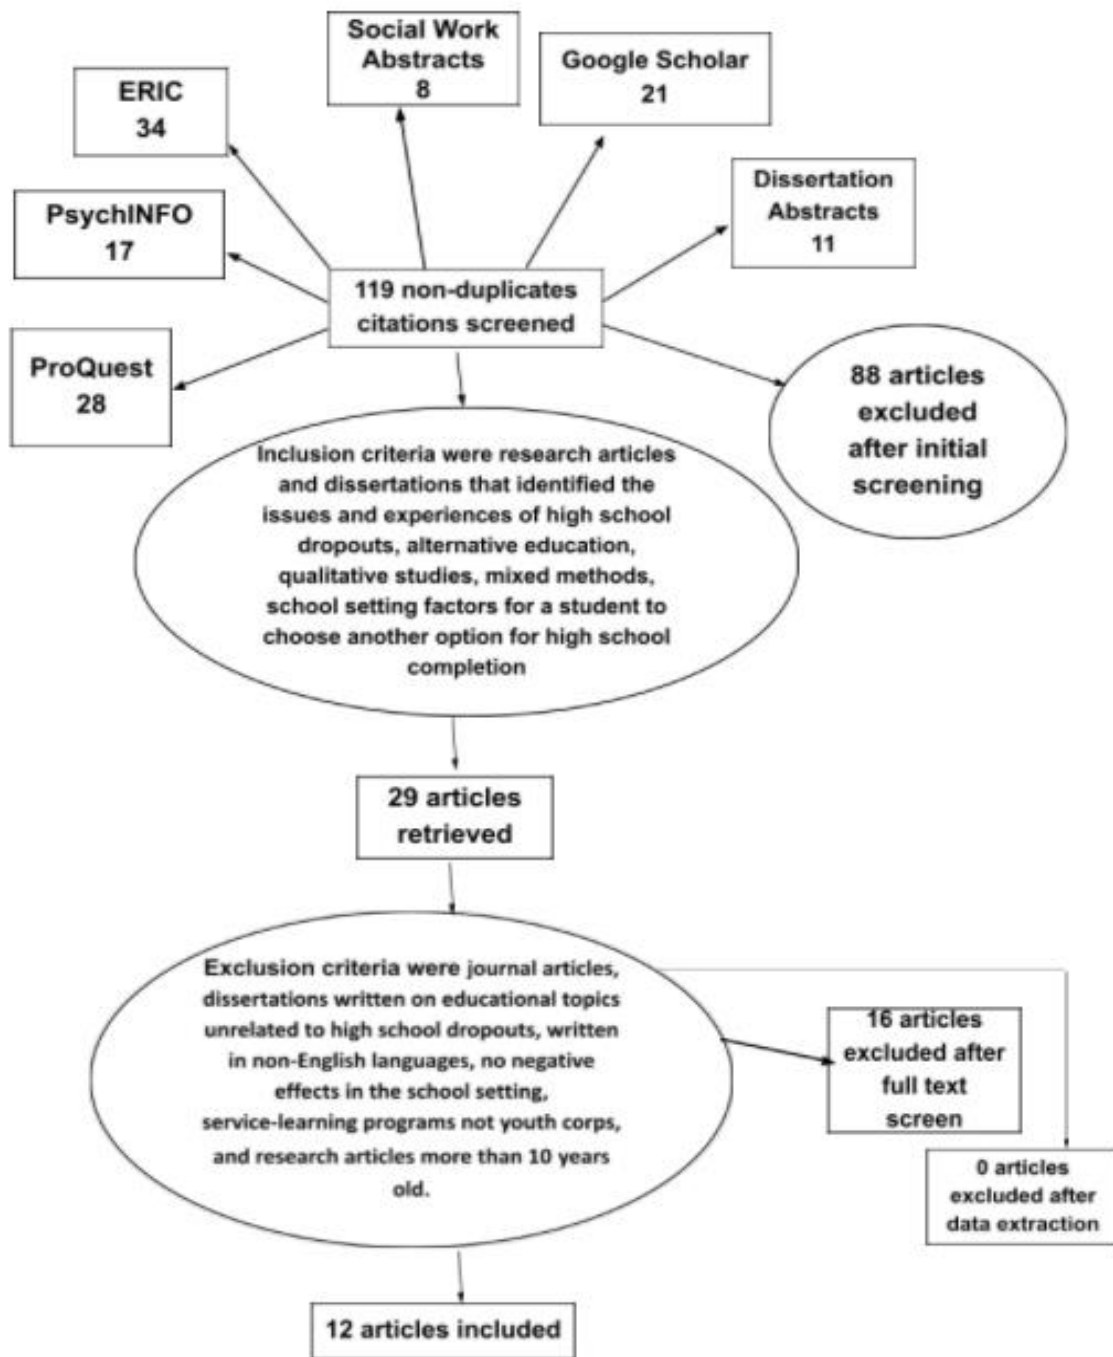 Social Work
Abstracts
8
Google Scholar
21
ERIC
34
Dissertation
Abstracts
11
PsychINFO
17
119 non-duplicates
citations screened
ProQuest
28
88 articles
excluded
after initial
screening
Inclusion criteria were research articles
and dissertations that identified the
issues and experiences of high school
dropouts, alternative education,
qualitative studies, mixed methods,
school setting factors for a student to
choose another option for high school
completion
29 articles
retrieved
Exclusion criteria were journal articles,
dissertations written on educational topics
unrelated to high school dropouts, written
in non-English languages, no negative
effects in the school setting,
service-learning programs not youth corps,
and research articles more than 10 years
old.
16 articles
excluded after
full text
screen
0 articles
excluded after
data extraction
12 articles included